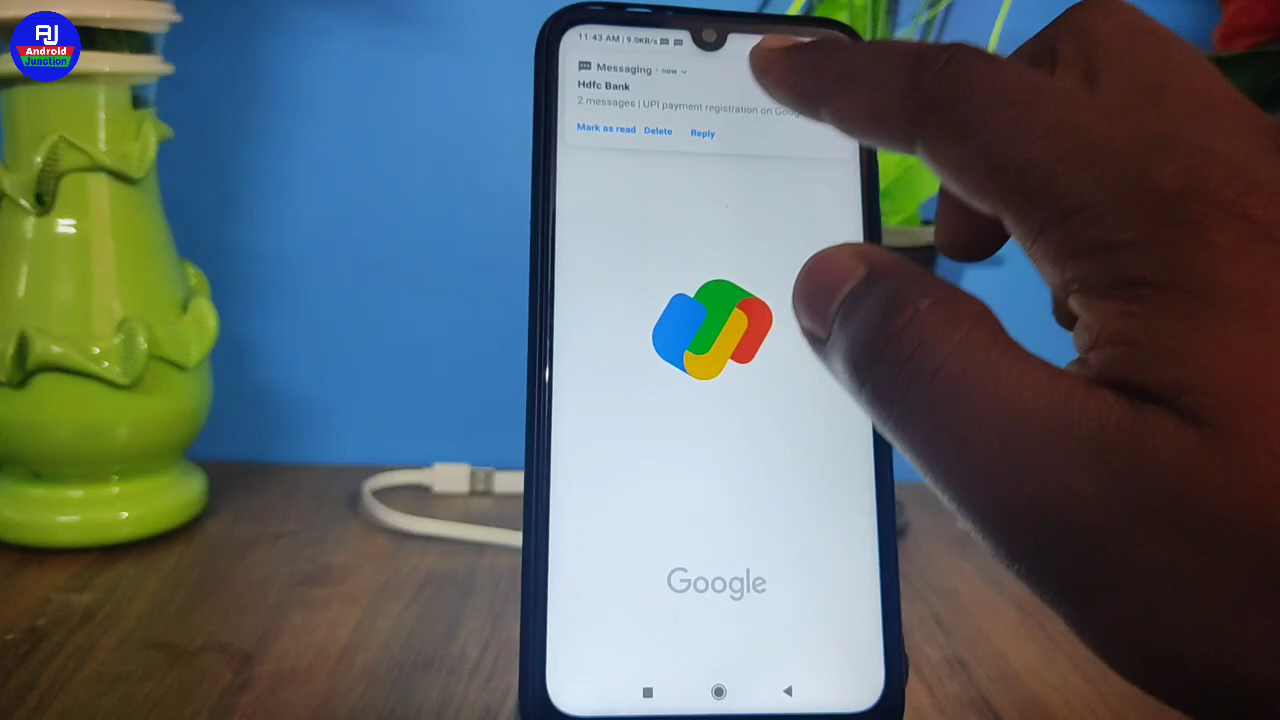 AJ
Android
Junction
11:43 AM | 9.0KB/s
Messaging · now
Hdfc Bank
2 messages | UPI payment registration on
Mark as read Delete Reply
Google